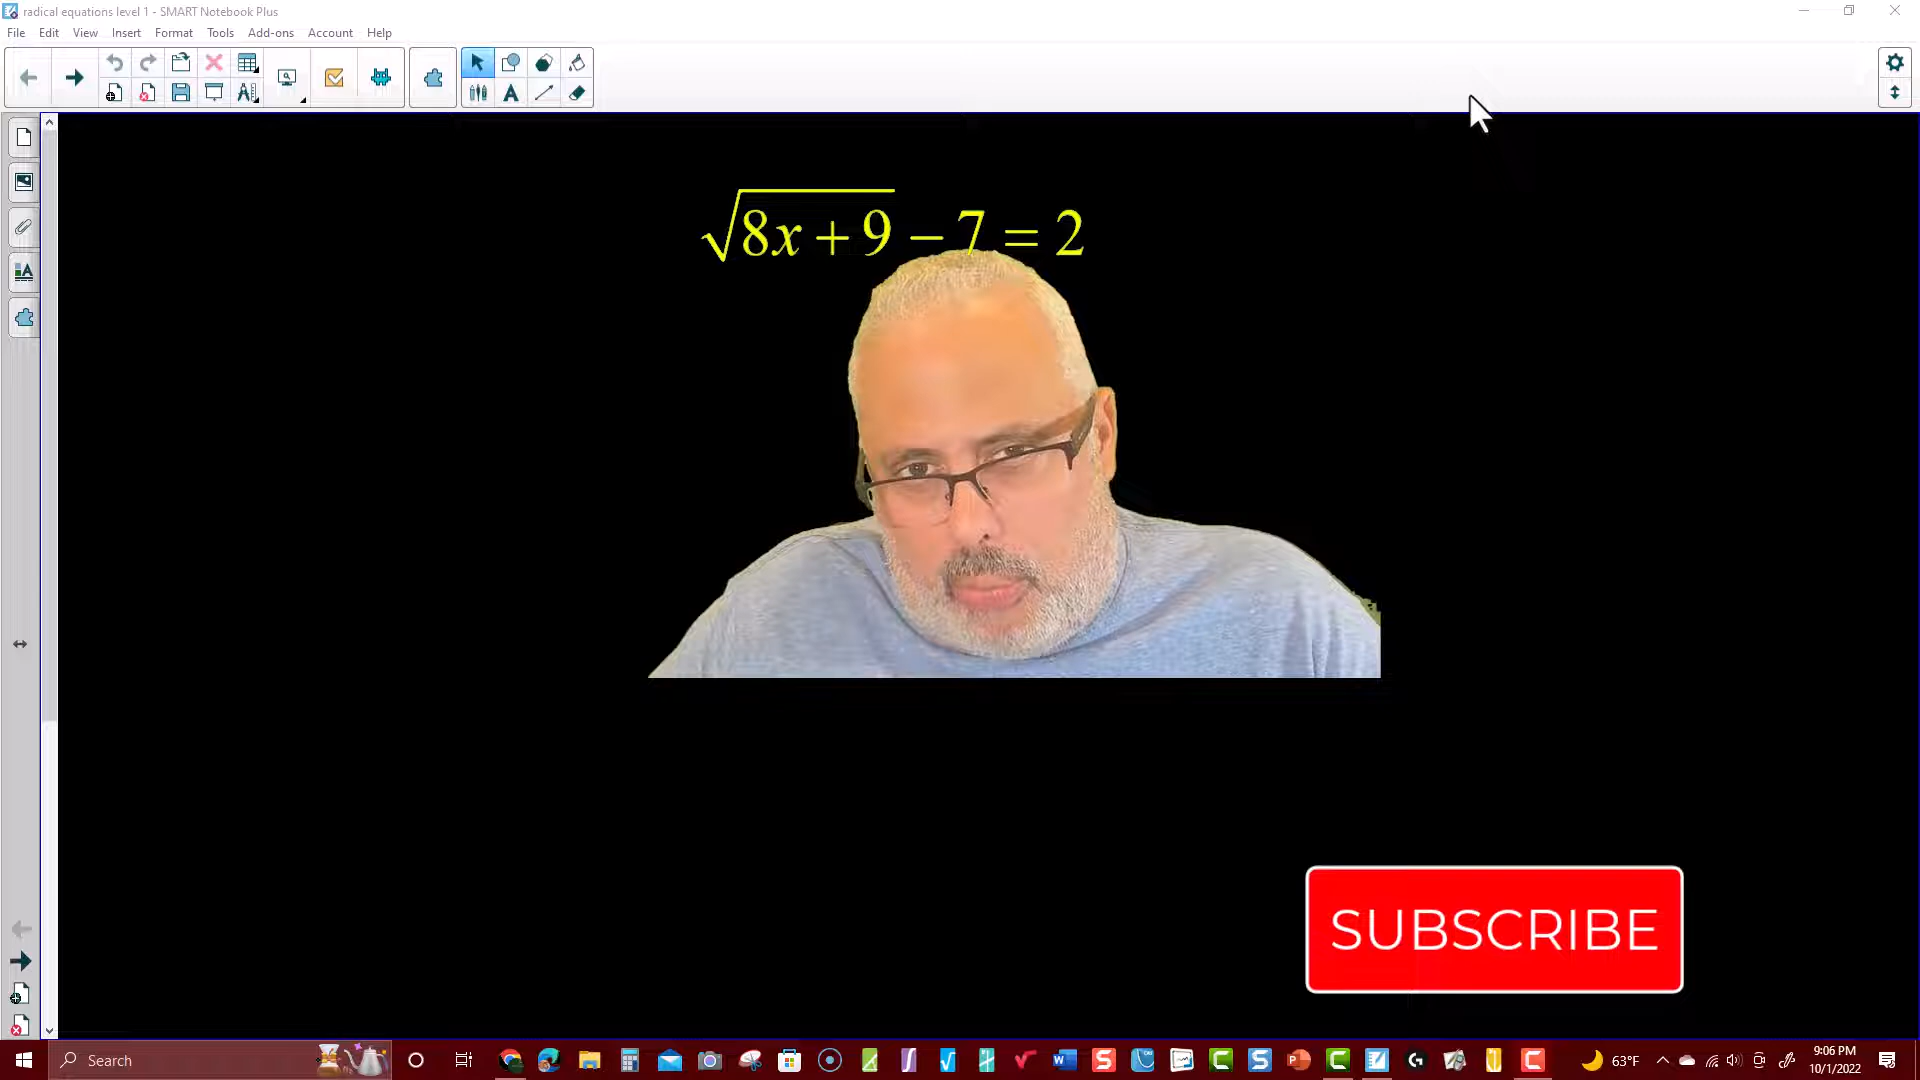 radical equations level 1 - SMART Notebook Plus
File Edit View Insert Format Tools Add-ons Account Help
√8x + 9 − 7 = 2
SUBSCRIBE
Search
63°F
9:06 PM
10/1/2022